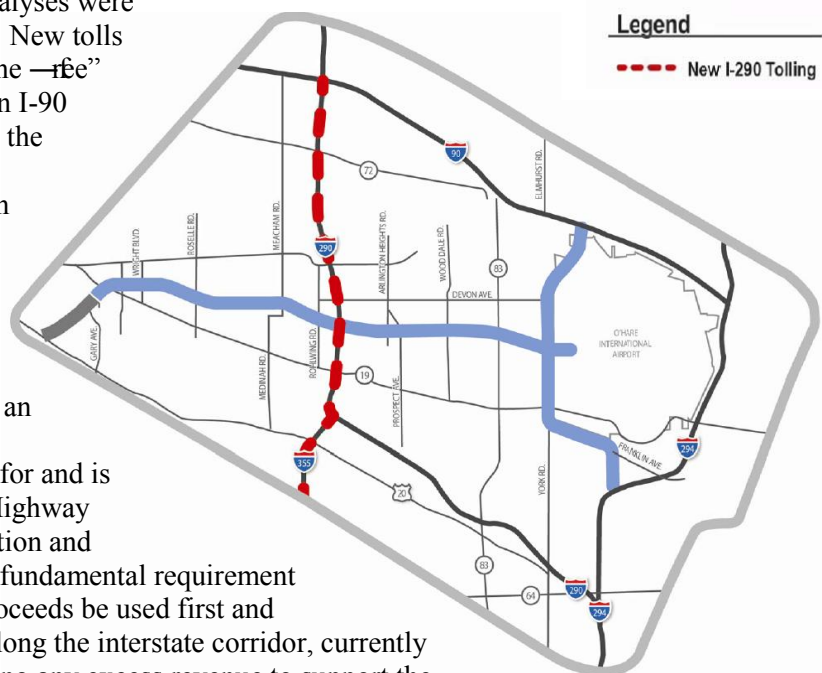 alyses were
New tolls
ne ―fee”
n I-90
the
n
an
for and is
Highway
tion and
fundamental requirement
oceeds be used first and
long the interstate corridor, currently
Legend
New I-290 Tolling
90
72
ELMHURST RD.
WRIGHT BLVD.
ROSELLE RD.
MEACHAM RD.
290
ARLINGTON HEIGHTS RD.
WOOD DALE RD.
83
DEVON AVE.
O'HARE
INTERNATIONAL
AIRPORT
GARY AVE.
MEDINAH RD.
ROHLWING RD.
19
PROSPECT AVE.
355
20
YORK RD.
FRANKLIN AVE.
294
83
64
290
294